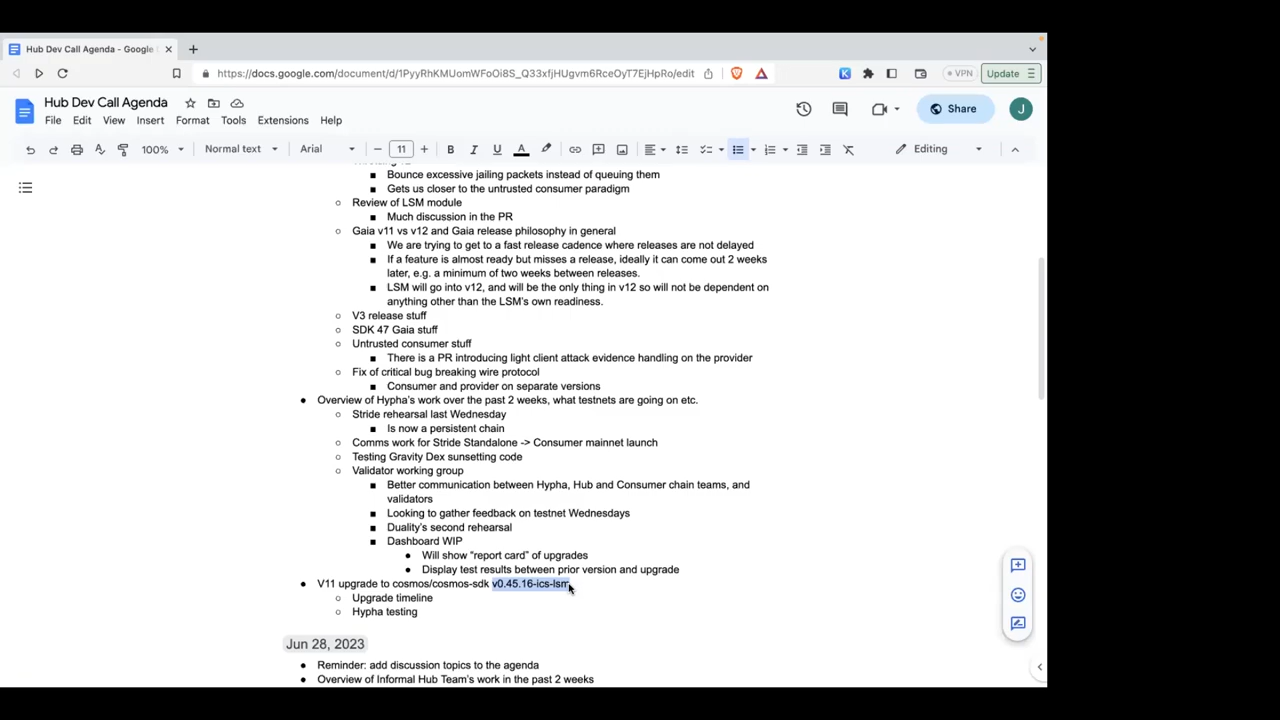 Hub Dev Call Agenda - Google
https://docs.google.com/document/d/1PyyRhKMUomWFoOi8S_Q33xfjHUgvm6RceOyT7EjHpRo/edit
VPN
Update
Hub Dev Call Agenda
File Edit View Insert Format Tools Extensions Help
Share
J
100% Normal text Arial 11 Editing
Bounce excessive jailing packets instead of queuing them
Gets us closer to the untrusted consumer paradigm
Review of LSM module
Much discussion in the PR
Gaia v11 vs v12 and Gaia release philosophy in general
We are trying to get to a fast release cadence where releases are not delayed
If a feature is almost ready but misses a release, ideally it can come out 2 weeks
later, e.g. a minimum of two weeks between releases.
LSM will go into v12, and will be the only thing in v12 so will not be dependent on
anything other than the LSM's own readiness.
V3 release stuff
SDK 47 Gaia stuff
Untrusted consumer stuff
There is a PR introducing light client attack evidence handling on the provider
Fix of critical bug breaking wire protocol
Consumer and provider on separate versions
Overview of Hypha's work over the past 2 weeks, what testnets are going on etc.
Stride rehearsal last Wednesday
Is now a persistent chain
Comms work for Stride Standalone -> Consumer mainnet launch
Testing Gravity Dex sunsetting code
Validator working group
Better communication between Hypha, Hub and Consumer chain teams, and
validators
Looking to gather feedback on testnet Wednesdays
Duality's second rehearsal
Dashboard WIP
Will show “report card” of upgrades
Display test results between prior version and upgrade
V11 upgrade to cosmos/cosmos-sdk v0.45.16-ics-lsm
Upgrade timeline
Hypha testing
Jun 28, 2023
Reminder: add discussion topics to the agenda
Overview of Informal Hub Team's work in the past 2 weeks